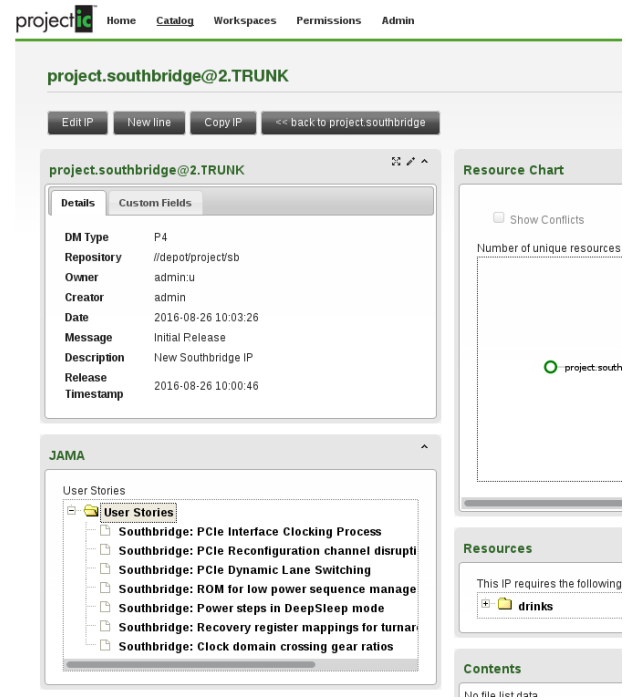 projectic Home Catalog Workspaces Permissions Admin
project.southbridge@2.TRUNK
Edit IP New line Copy IP << back to project.southbridge
project.southbridge@2.TRUNK
Details Custom Fields
DM Type P4
Repository //depot/project/sb
Owner admin:u
Creator admin
Date 2016-08-26 10:03:26
Message Initial Release
Description New Southbridge IP
Release
Timestamp 2016-08-26 10:00:46
JAMA
User Stories
User Stories
Southbridge: PCIe Interface Clocking Process
Southbridge: PCIe Reconfiguration channel disrupti
Southbridge: PCIe Dynamic Lane Switching
Southbridge: ROM for low power sequence manage
Southbridge: Power steps in DeepSleep mode
Southbridge: Recovery register mappings for turnar
Southbridge: Clock domain crossing gear ratios
Resource Chart
Show Conflicts
Number of unique resources
project.south
Resources
This IP requires the following
drinks
Contents
No file list data